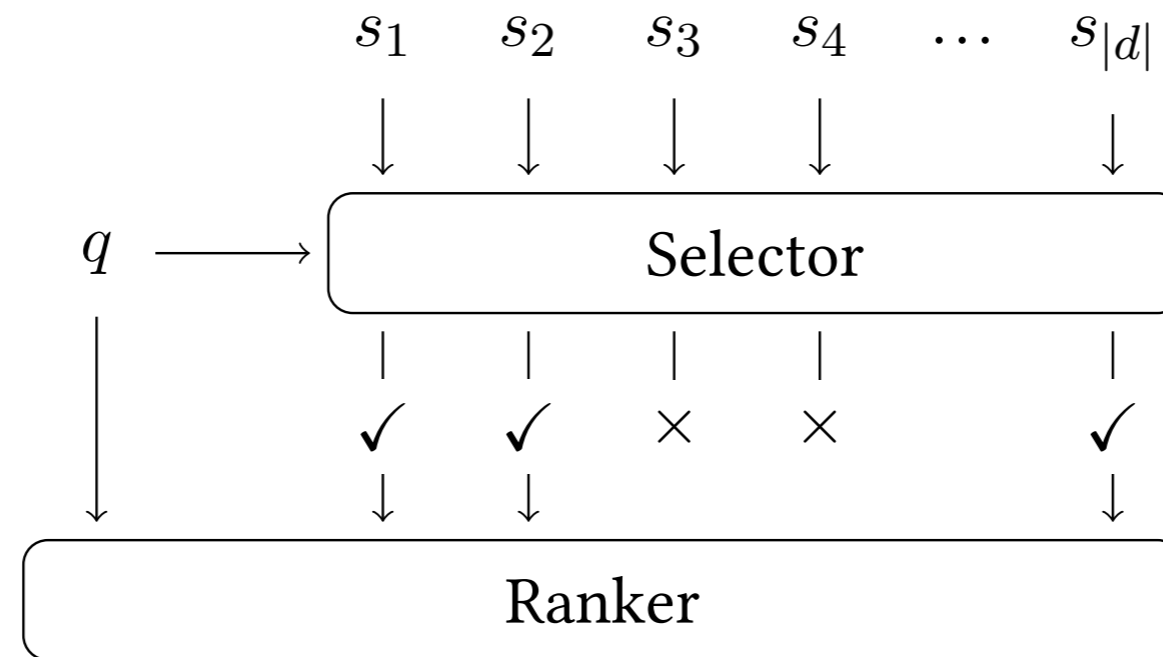 s₁ s₂ s₃ s₄ … s|d|
q Selector
✓ ✓ × × ✓
Ranker